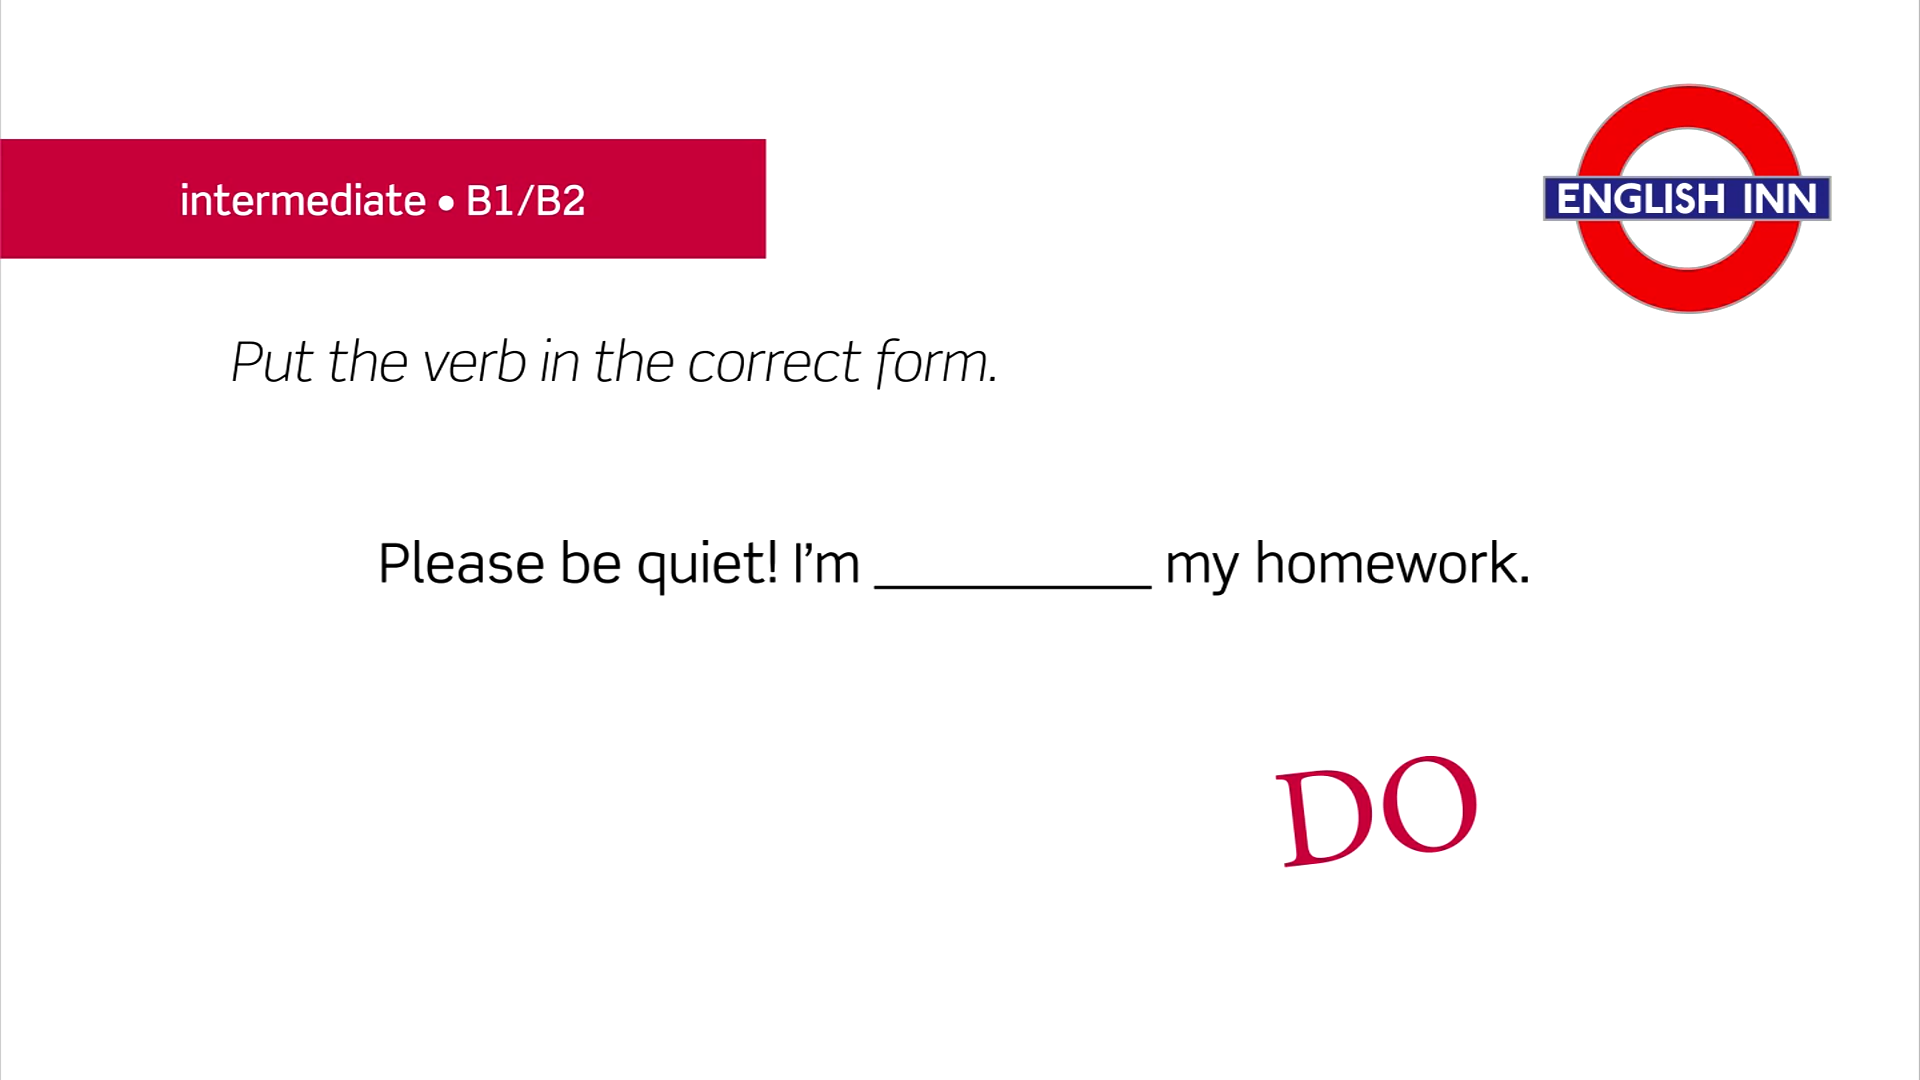 ENGLISH INN
intermediate • B1/B2
Put the verb in the correct form.
Please be quiet! I’m __________ my homework.
DO